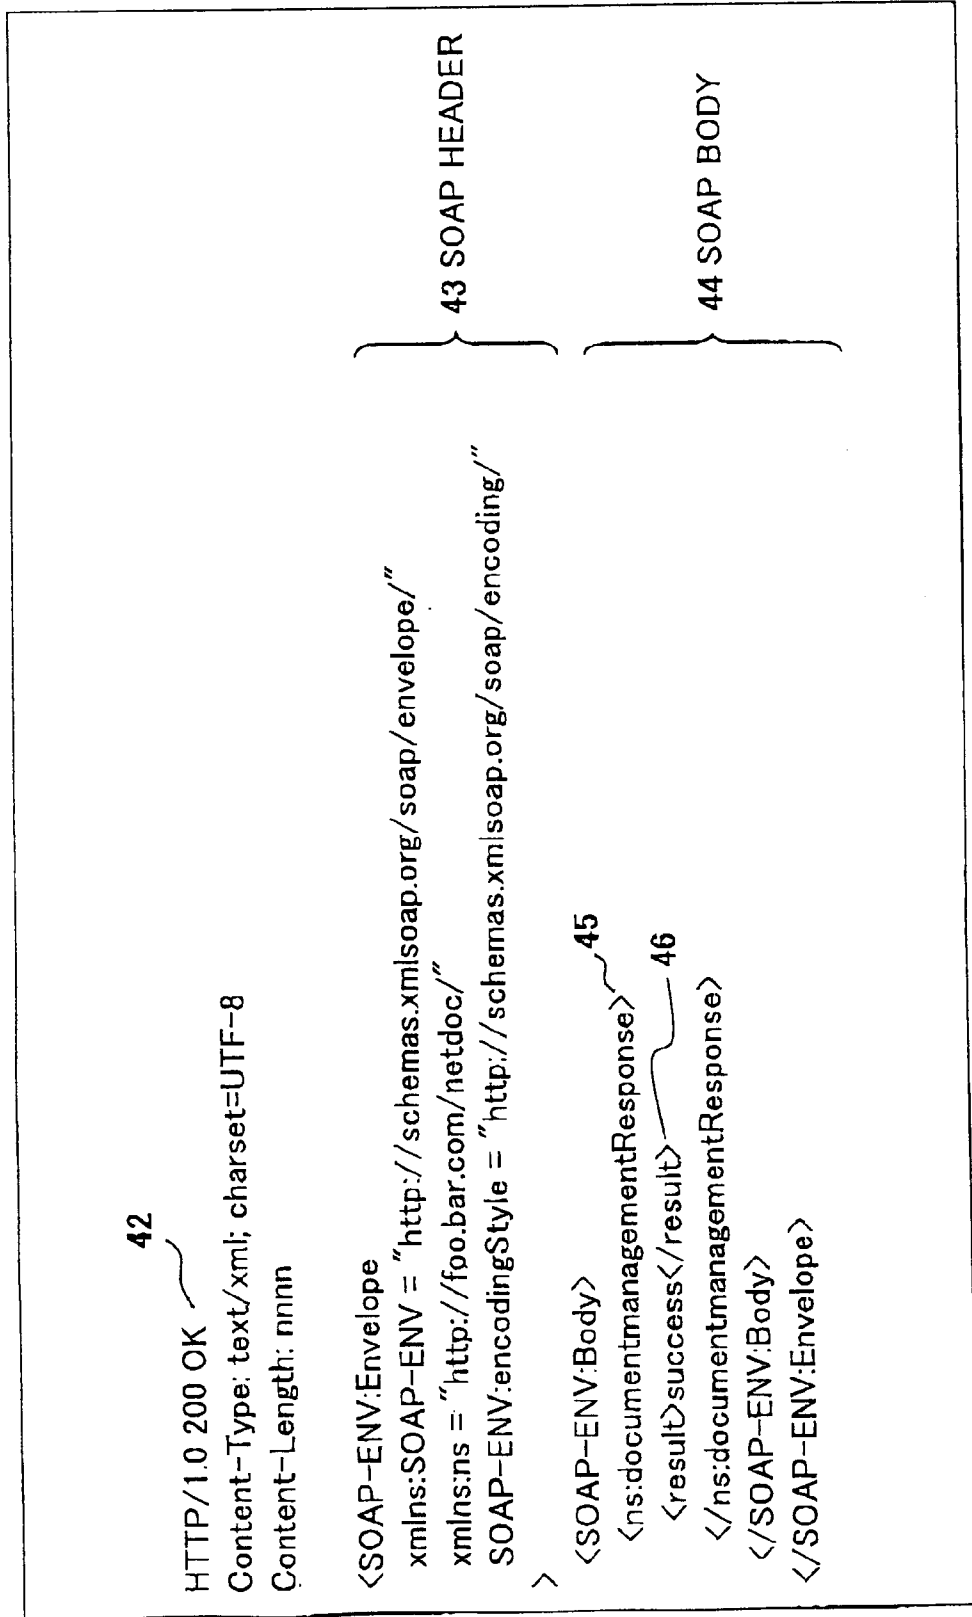 42
HTTP/1.0 200 OK
Content-Type: text/xml; charset=UTF-8
Content-Length: nnnn
<SOAP-ENV:Envelope
xmlns:SOAP-ENV = "http://schemas.xmlsoap.org/soap/envelope/"
xmlns:ns = "http://foo.bar.com/netdoc/"
SOAP-ENV:encodingStyle = "http://schemas.xmlsoap.org/soap/encoding/"
>
43 SOAP HEADER
<SOAP-ENV:Body>
<ns:documentmanagementResponse> 45
<result>success</result> 46
</ns:documentmanagementResponse>
</SOAP-ENV:Body>
</SOAP-ENV:Envelope>
44 SOAP BODY